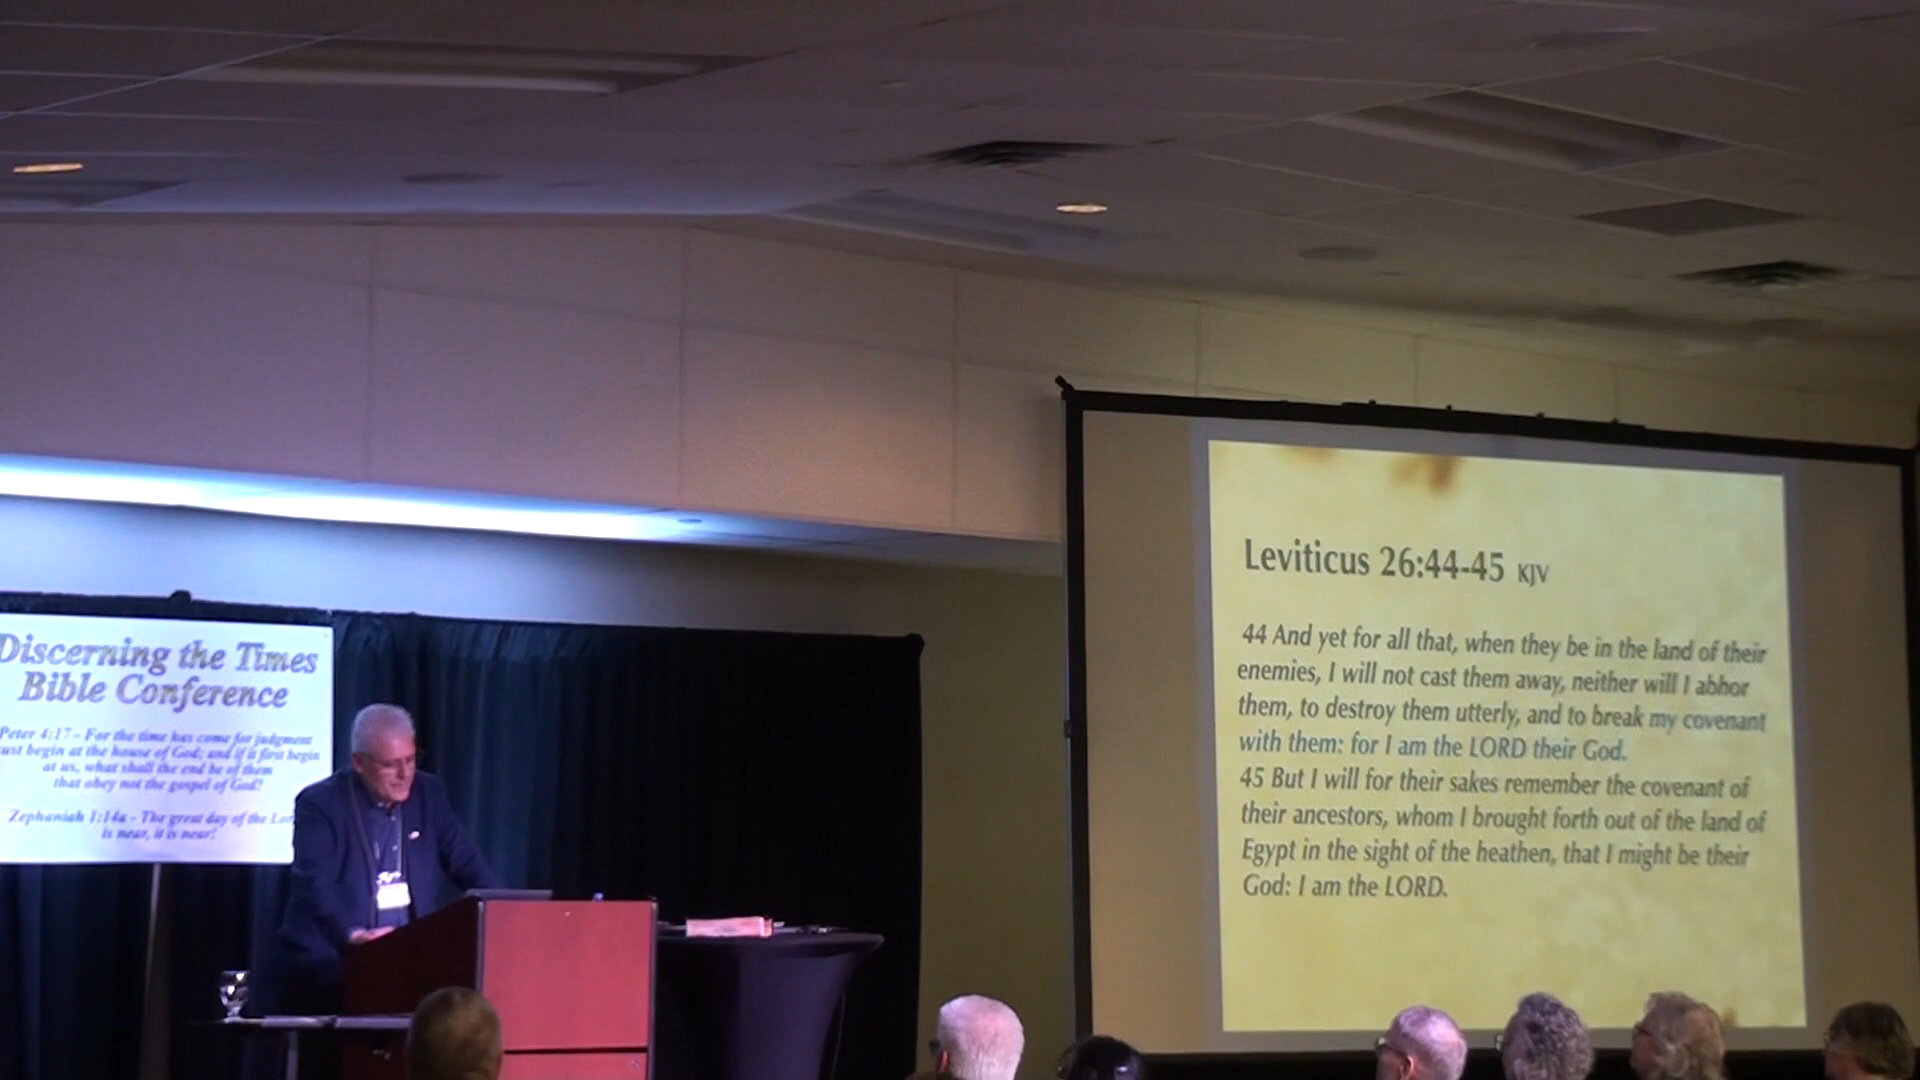 Discerning the Times
Bible Conference
Peter 4:17 - For the time has come for judgment
must begin at the house of God; and if it first begin
at us, what shall the end be of them
that obey not the gospel of God?
Zephaniah 1:14a - The great day of the Lor
is near, it is near!
Leviticus 26:44-45 KJV
44 And yet for all that, when they be in the land of their
enemies, I will not cast them away, neither will I abhor
them, to destroy them utterly, and to break my covenant
with them: for I am the LORD their God.
45 But I will for their sakes remember the covenant of
their ancestors, whom I brought forth out of the land of
Egypt in the sight of the heathen, that I might be their
God: I am the LORD.